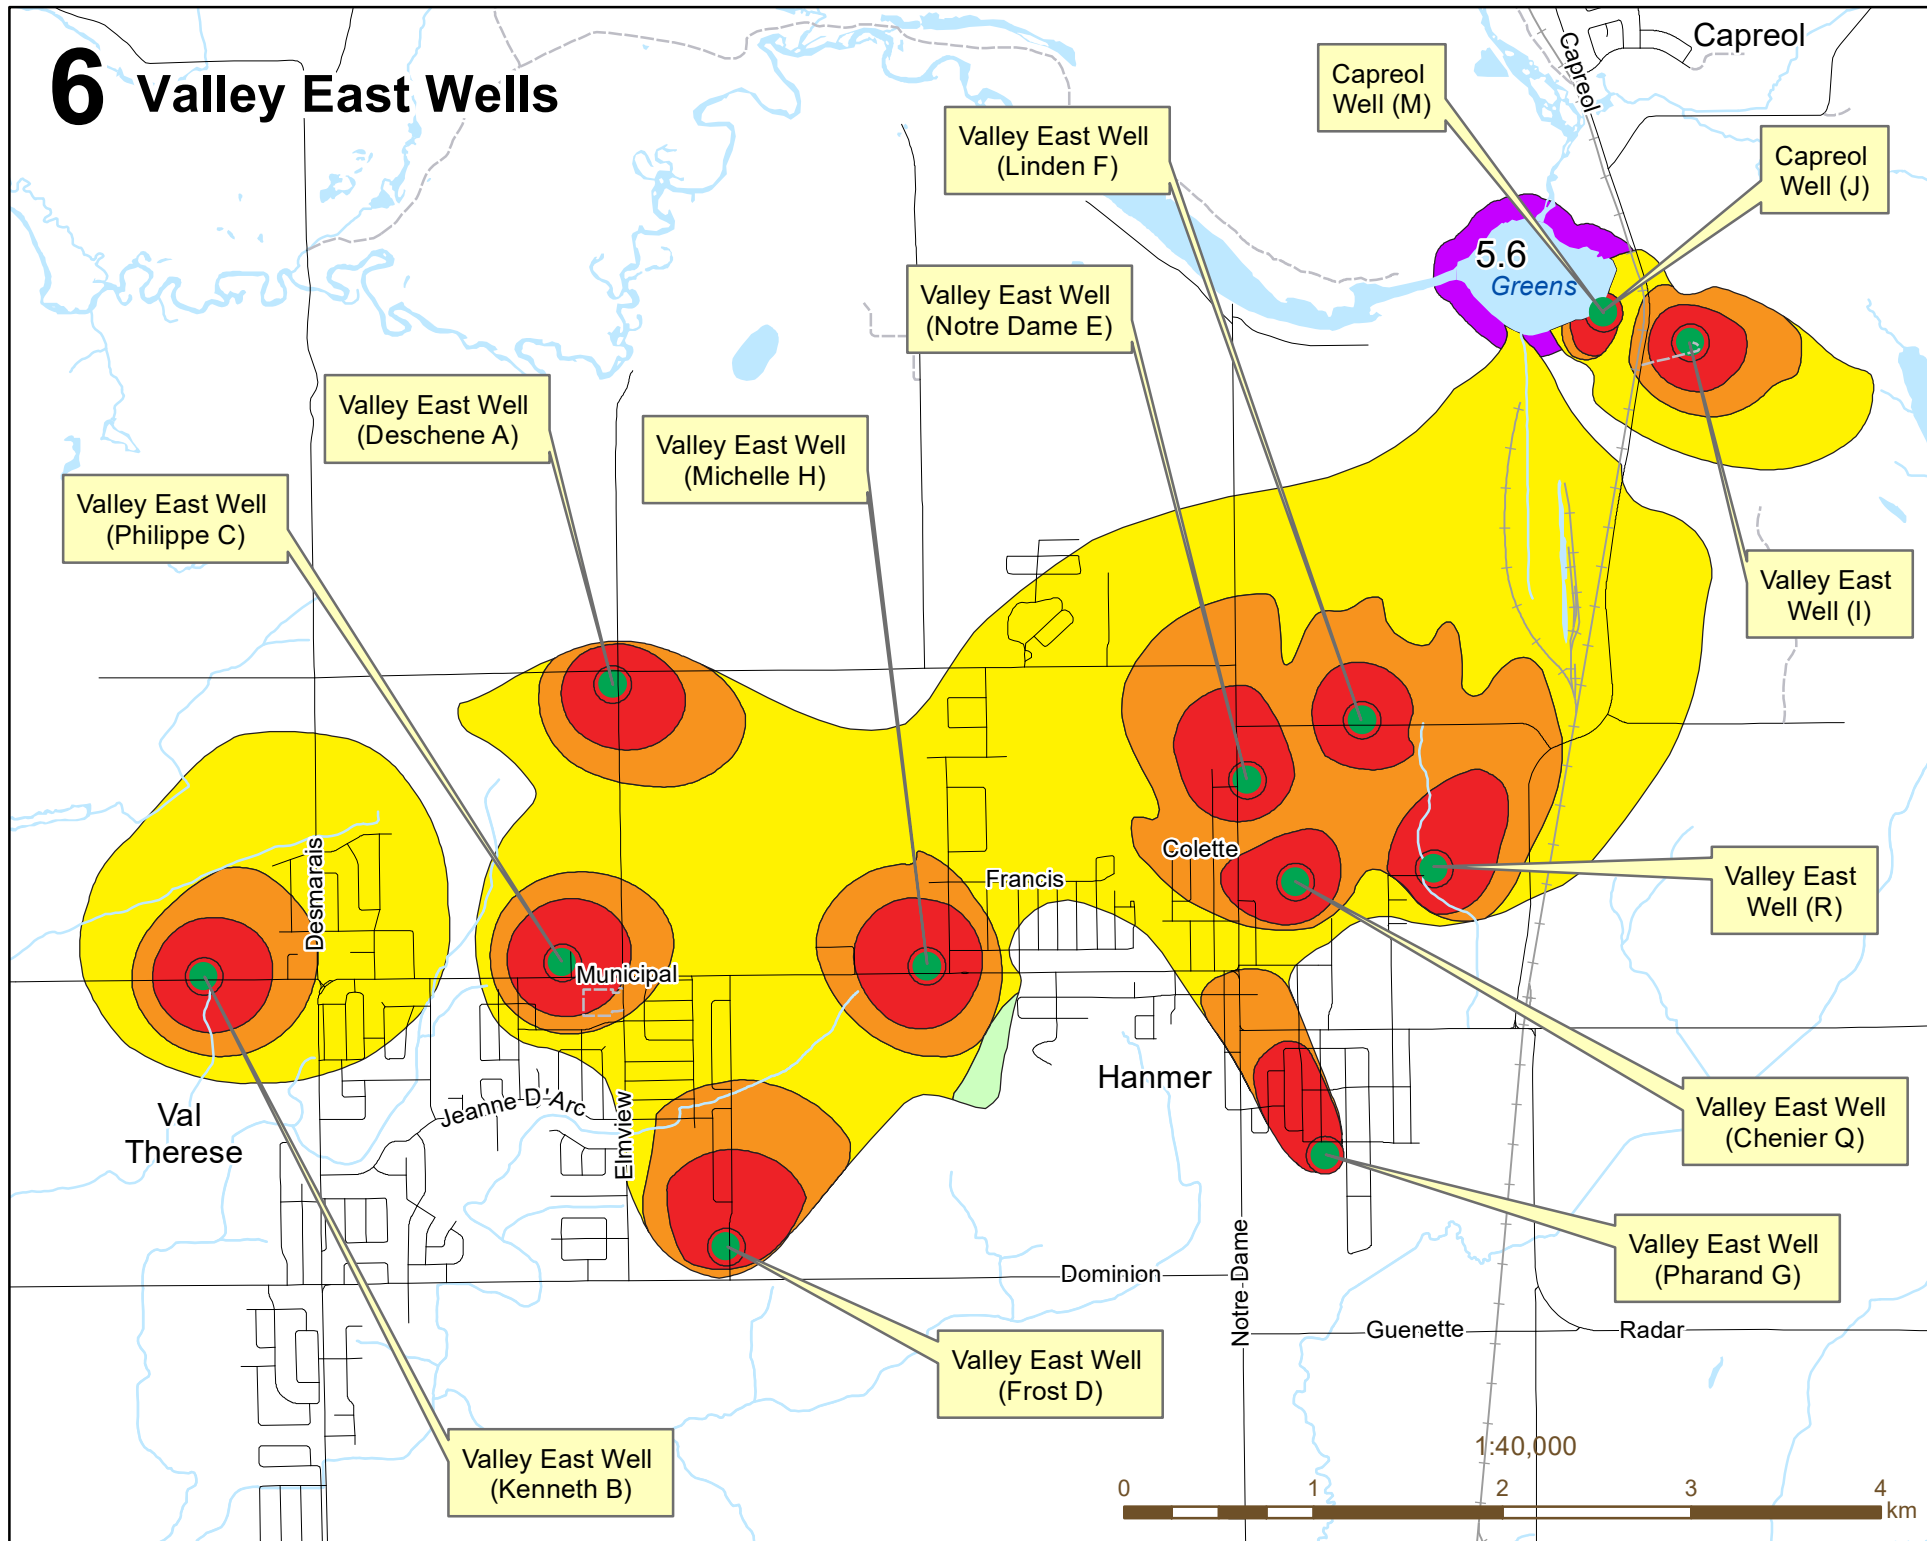 6 Valley East Wells
Capreol
Capreol
Capreol
Well (M)
Valley East Well
(Linden F)
Capreol
Well (J)
5.6
Greens
Valley East Well
(Notre Dame E)
Valley East Well
(Deschene A)
Valley East Well
(Michelle H)
Valley East Well
(Philippe C)
Valley East
Well (I)
Desmarais
Colette
Francis
Valley East
Well (R)
Municipal
Hanmer
Val
Therese
Jeanne D'Arc
Elmview
Valley East Well
(Chenier Q)
Valley East Well
(Pharand G)
Dominion
Notre Dame
Guenette
Radar
Valley East Well
(Frost D)
Valley East Well
(Kenneth B)
1:40,000
0 1 2 3 4
km